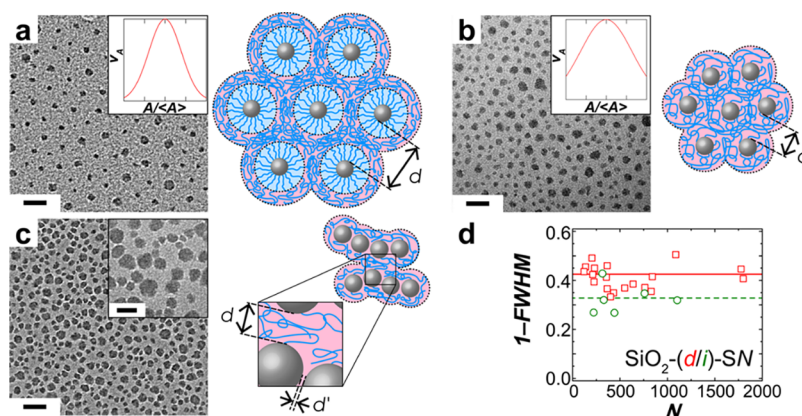 a
V_A
A/<A>
d
b
V_A
A/<A>
d
c
d
d'
d
0.6
0.4
0.2
0.0
1–FWHM
SiO₂-(d/i)-SN
0 500 1000 1500 2000
N